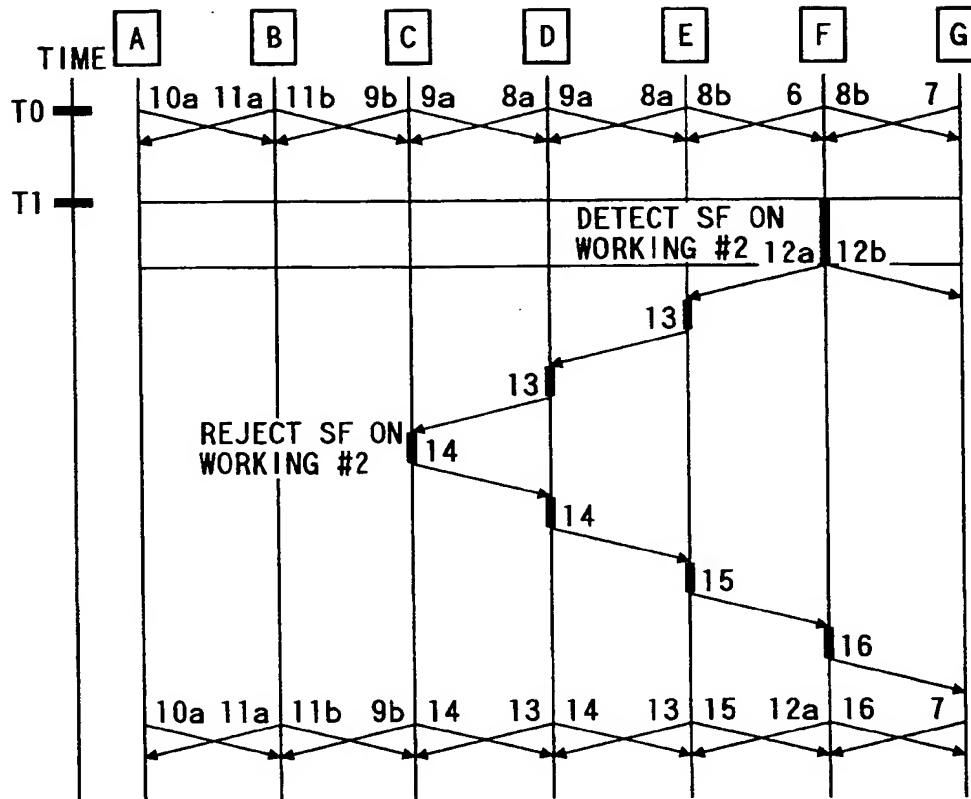 A B C D E F G
TIME
T0 10a 11a 11b 9b 9a 8a 9a 8a 8b 6 8b 7
T1
DETECT SF ON
WORKING #2 12a 12b
13
13
REJECT SF ON
WORKING #2 14
14
15
16
10a 11a 11b 9b 14 13 14 13 15 12a 16 7